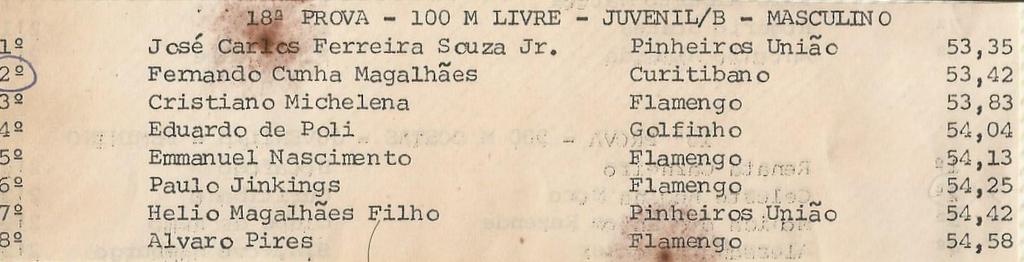 18ª PROVA - 100 M LIVRE - JUVENIL/B - MASCULINO
1º José Carlos Ferreira Souza Jr. Pinheiros União 53,35
2º Fernando Cunha Magalhães Curitibano 53,42
3º Cristiano Michelena Flamengo 53,83
4º Eduardo de Poli Golfinho 54,04
5º Emmanuel Nascimento Flamengo 54,13
6º Paulo Jinkings Flamengo 54,25
7º Helio Magalhães Filho Pinheiros União 54,42
8º Alvaro Pires Flamengo 54,58